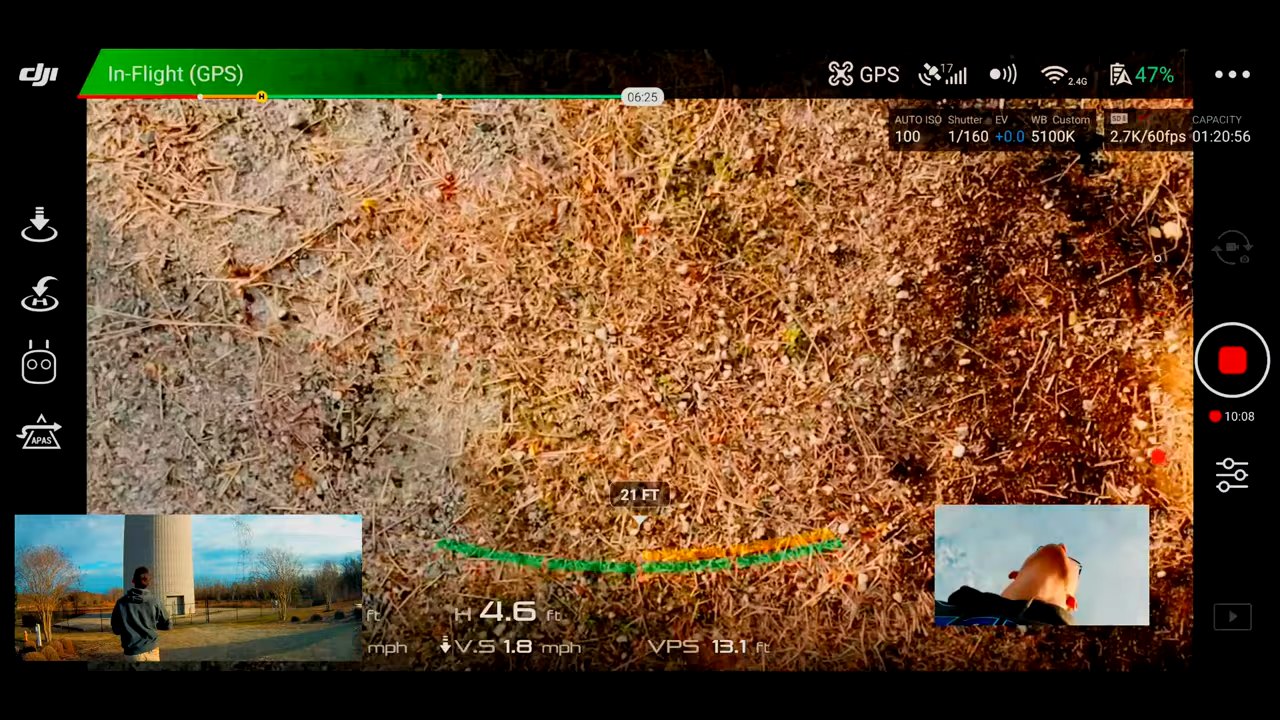 dji
In-Flight (GPS)
GPS
17
2.4G
47%
H
06:25
AUTO ISO
100
Shutter
1/160
EV
+0.0
WB Custom
5100K
2.7K/60fps
CAPACITY
01:20:56
APAS
10:08
21 FT
ft
H 4.6 ft
mph
V.S 1.8 mph
VPS 13.1 ft